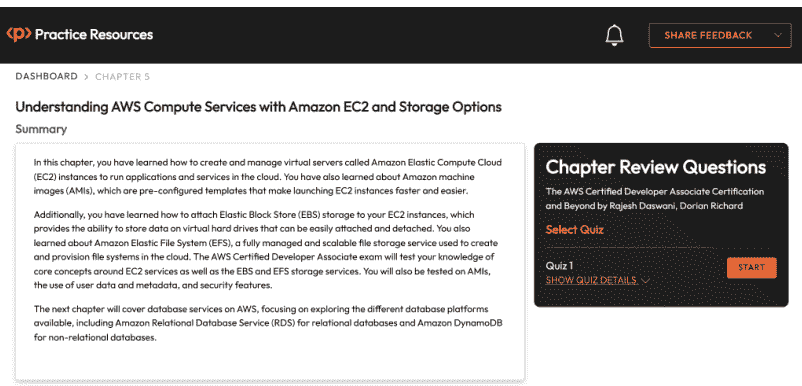 <p> Practice Resources
SHARE FEEDBACK
DASHBOARD > CHAPTER 5
Understanding AWS Compute Services with Amazon EC2 and Storage Options
Summary
In this chapter, you have learned how to create and manage virtual servers called Amazon Elastic Compute Cloud
(EC2) instances to run applications and services in the cloud. You have also learned about Amazon machine
images (AMIs), which are pre-configured templates that make launching EC2 instances faster and easier.
Additionally, you have learned how to attach Elastic Block Store (EBS) storage to your EC2 instances, which
provides the ability to store data on virtual hard drives that can be easily attached and detached. You also
learned about Amazon Elastic File System (EFS), a fully managed and scalable file storage service used to create
and provision file systems in the cloud. The AWS Certified Developer Associate exam will test your knowledge of
core concepts around EC2 services as well as the EBS and EFS storage services. You will also be tested on AMIs,
the use of user data and metadata, and security features.
The next chapter will cover database services on AWS, focusing on exploring the different database platforms
available, including Amazon Relational Database Service (RDS) for relational databases and Amazon DynamoDB
for non-relational databases.
Chapter Review Questions
The AWS Certified Developer Associate Certification
and Beyond by Rajesh Daswani, Dorian Richard
Select Quiz
Quiz 1
START
SHOW QUIZ DETAILS